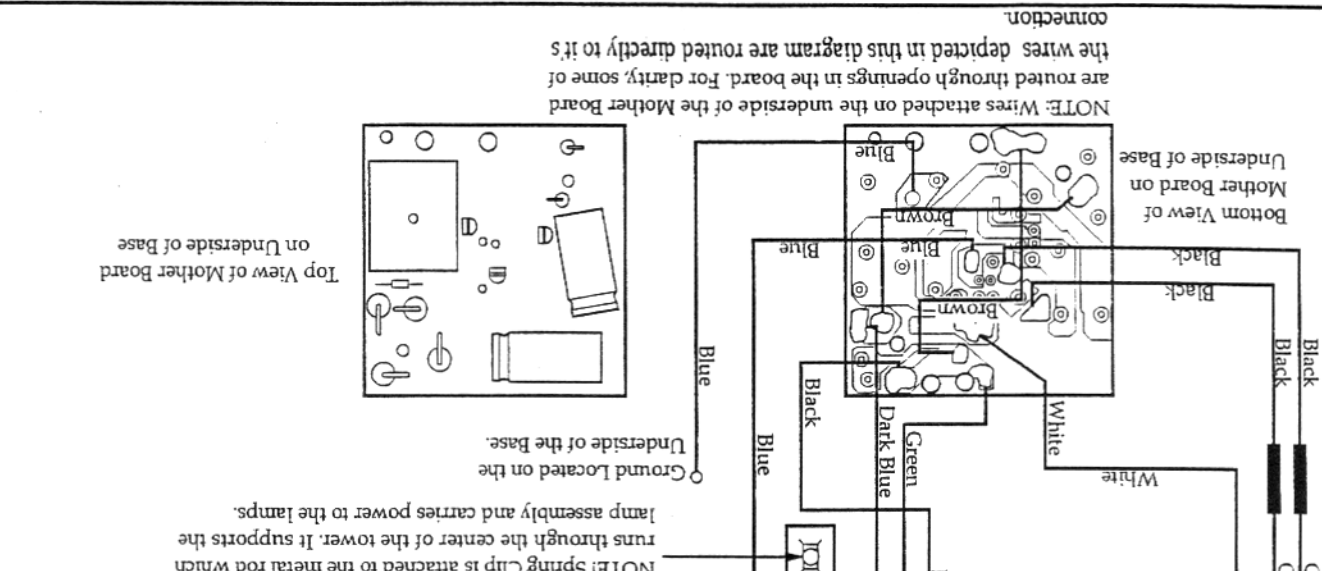 NOTE: Spring Clip is attached to the metal rod which
runs through the center of the tower. It supports the
lamp assembly and carries power to the lamps.
White
Ground Located on the
Underside of the Base.
White
Green
Dark Blue
Blue
Black
Black
Black
Blue
Brown
Black
Black
Blue
Blue
Brown
Top View of Mother Board
on Underside of Base
Bottom View of
Mother Board on
Underside of Base
Blue
NOTE: Wires attached on the underside of the Mother Board
are routed through openings in the board. For clarity, some of
the wires depicted in this diagram are routed directly to it's
connection.